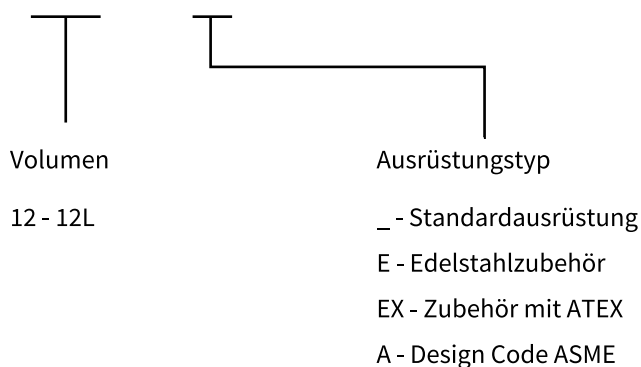 Volumen
12 - 12L
Ausrüstungstyp
_ - Standardausrüstung
E - Edelstahlzubehör
EX - Zubehör mit ATEX
A - Design Code ASME